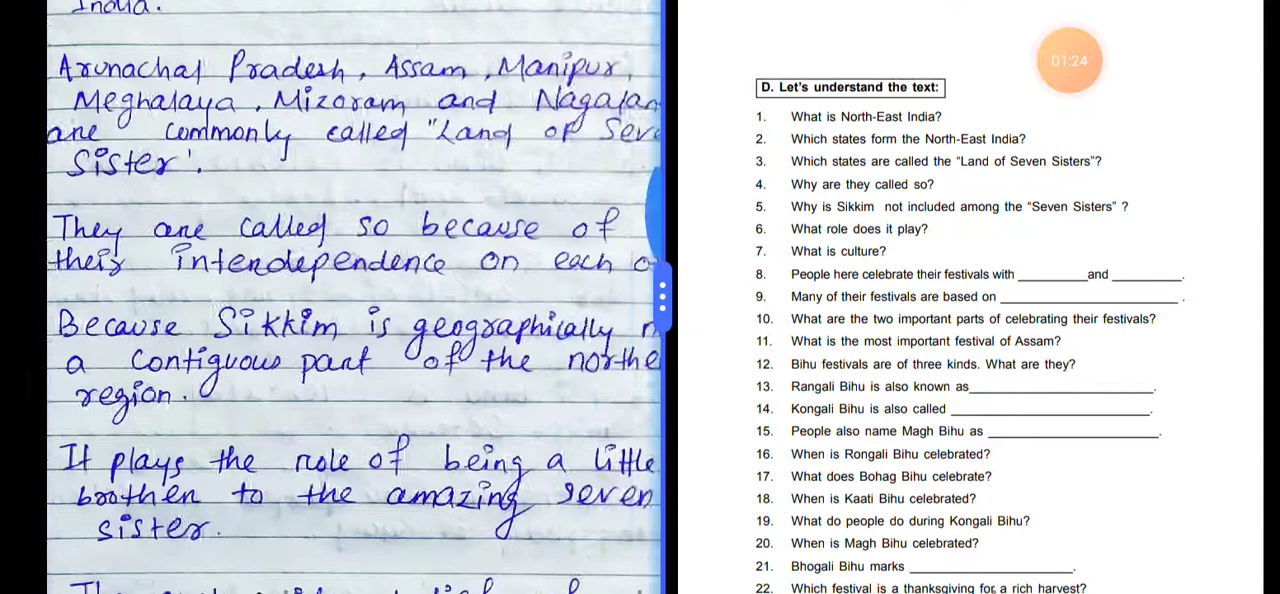 India.
Arunachal Pradesh, Assam, Manipur,
Meghalaya, Mizoram and Nagalan
are commonly called "Land of Seve
Sister'.
They are called so because of
their interdependence on each o
Because Sikkim is geographically n
a contiguous part of the northe
region.
It plays the role of being a little
brother to the amazing seven
sister.
01:24
D. Let's understand the text:
1. What is North-East India?
2. Which states form the North-East India?
3. Which states are called the "Land of Seven Sisters"?
4. Why are they called so?
5. Why is Sikkim not included among the "Seven Sisters" ?
6. What role does it play?
7. What is culture?
8. People here celebrate their festivals with __________and __________.
9. Many of their festivals are based on _________________________ .
10. What are the two important parts of celebrating their festivals?
11. What is the most important festival of Assam?
12. Bihu festivals are of three kinds. What are they?
13. Rangali Bihu is also known as__________________________.
14. Kongali Bihu is also called ____________________________.
15. People also name Magh Bihu as ________________________.
16. When is Rongali Bihu celebrated?
17. What does Bohag Bihu celebrate?
18. When is Kaati Bihu celebrated?
19. What do people do during Kongali Bihu?
20. When is Magh Bihu celebrated?
21. Bhogali Bihu marks _______________________.
22. Which festival is a thanksgiving for a rich harvest?